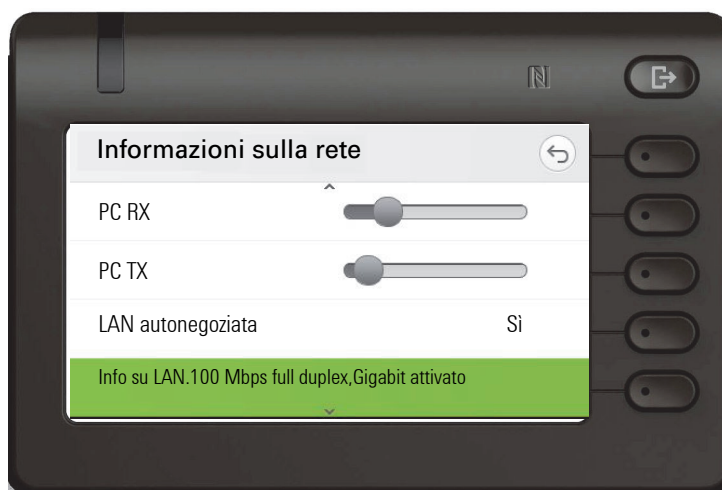 Informazioni sulla rete
PC RX
PC TX
LAN autonegoziata Sì
Info su LAN.100 Mbps full duplex,Gigabit attivato